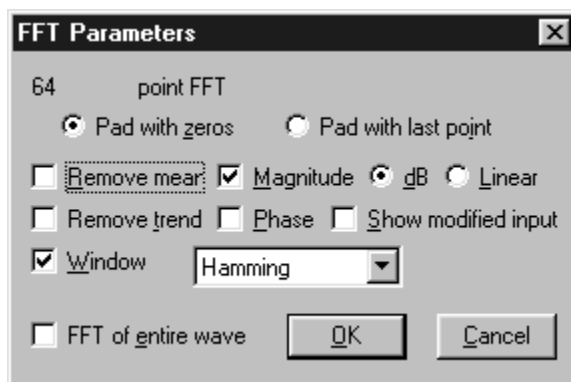 FFT Parameters
64 point FFT
Pad with zeros Pad with last point
Remove mear Magnitude dB Linear
Remove trend Phase Show modified input
Window Hamming
FFT of entire wave OK Cancel